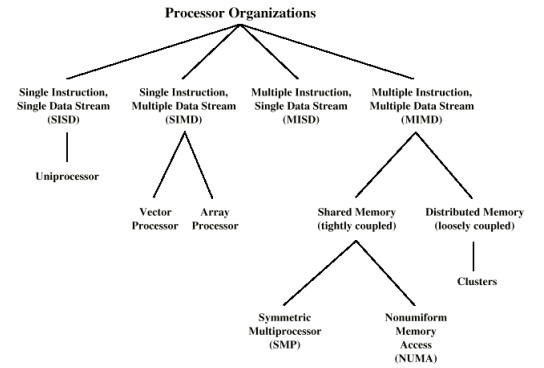 Processor Organizations
Single Instruction,
Single Data Stream
(SISD)
Single Instruction,
Multiple Data Stream
(SIMD)
Multiple Instruction,
Single Data Stream
(MISD)
Multiple Instruction,
Multiple Data Stream
(MIMD)
Uniprocessor
Vector
Processor
Array
Processor
Shared Memory
(tightly coupled)
Distributed Memory
(loosely coupled)
Clusters
Symmetric
Multiprocessor
(SMP)
Nonumiform
Memory
Access
(NUMA)